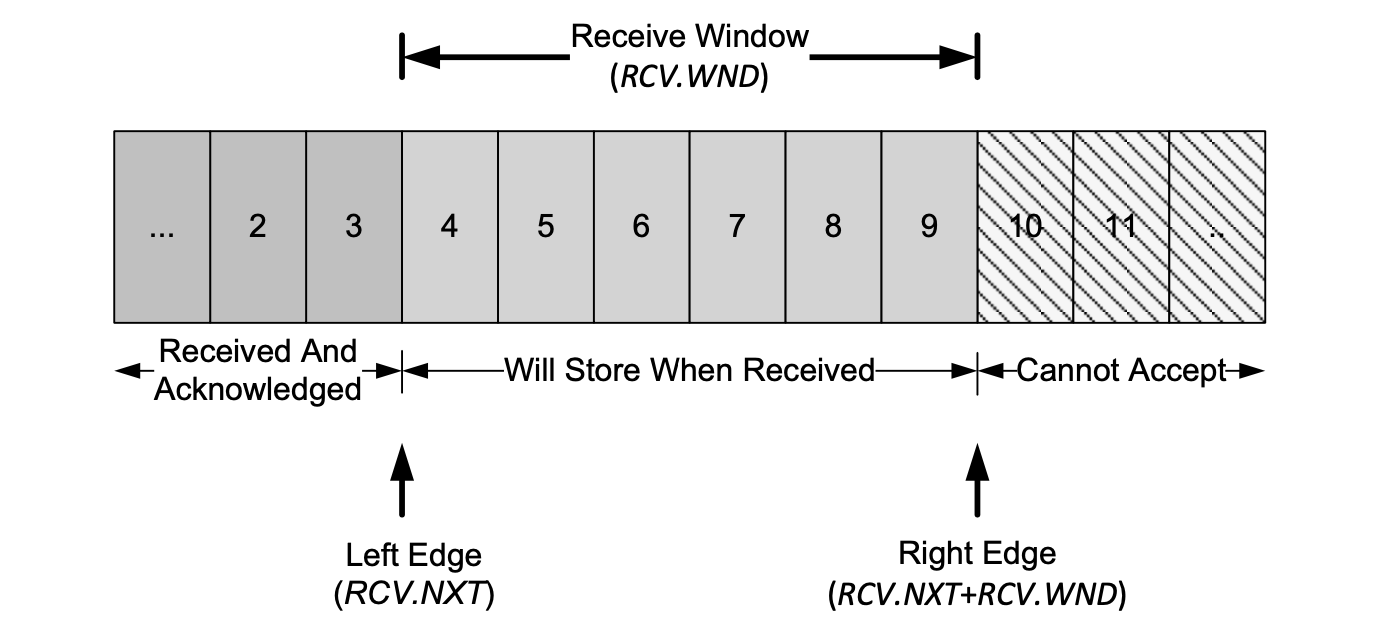 Receive Window
(RCV.WND)
... 2 3 4 5 6 7 8 9 10 11 ..
Received And
Acknowledged
Will Store When Received
Cannot Accept
Left Edge
(RCV.NXT)
Right Edge
(RCV.NXT+RCV.WND)